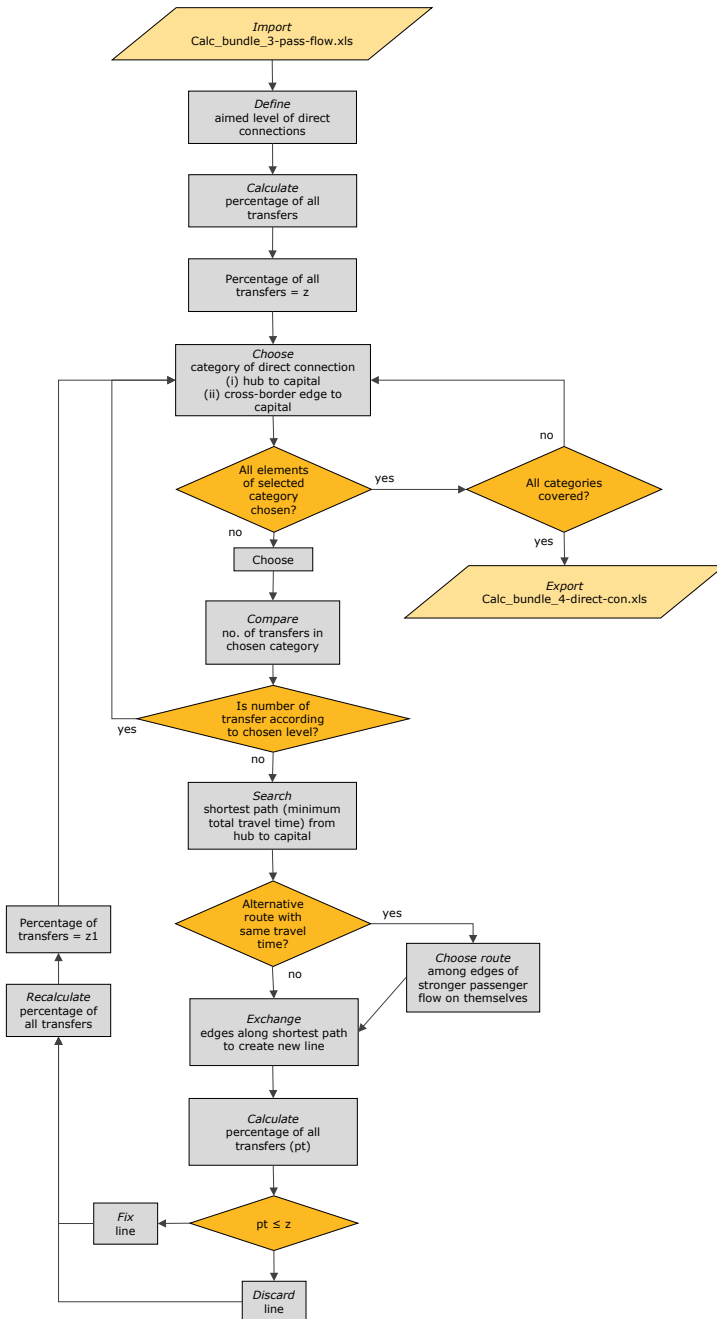 Import
Calc_bundle_3-pass-flow.xls
Define
aimed level of direct
connections
Calculate
percentage of all
transfers
Percentage of all
transfers = z
Choose
category of direct connection
(i) hub to capital
(ii) cross-border edge to
capital
no
All elements
of selected
category
chosen?
yes
All categories
covered?
no
yes
Choose
Export
Calc_bundle_4-direct-con.xls
Compare
no. of transfers in
chosen category
Is number of
transfer according
to chosen level?
yes
no
Search
shortest path (minimum
total travel time) from
hub to capital
Alternative
route with
same travel
time?
yes
Percentage of
transfers = z1
Choose route
among edges of
stronger passenger
flow on themselves
no
Recalculate
percentage of
all transfers
Exchange
edges along shortest path
to create new line
Calculate
percentage of all
transfers (pt)
Fix
line
pt ≤ z
Discard
line